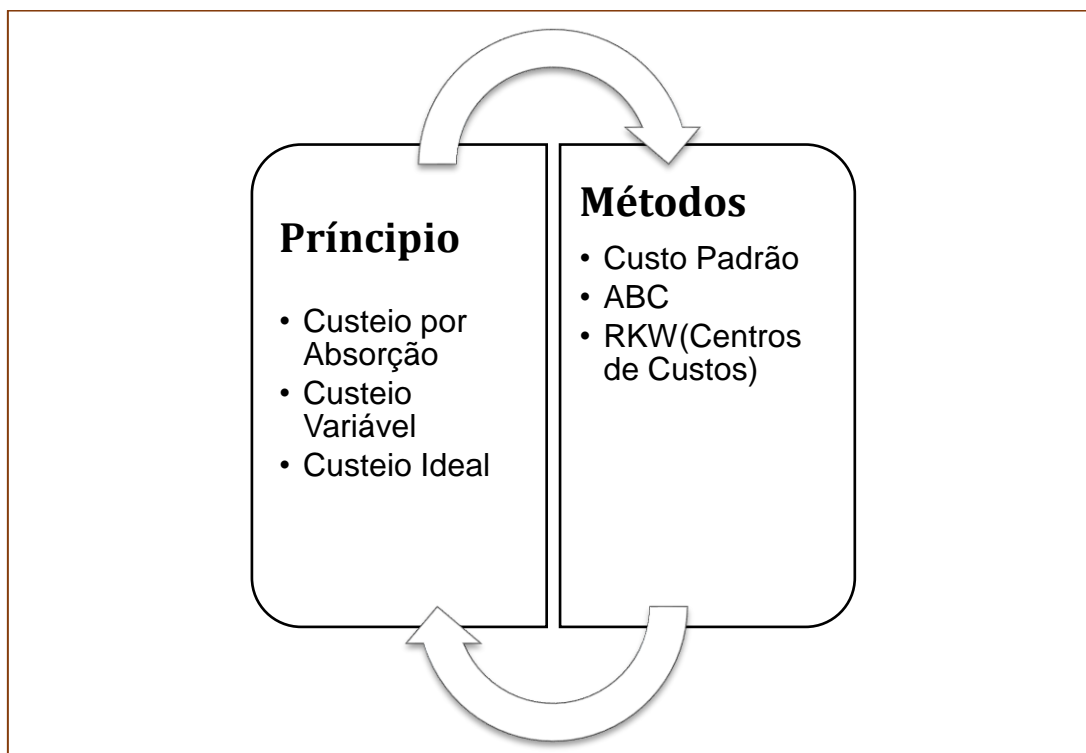 Príncipio
• Custeio por
Absorção
• Custeio
Variável
• Custeio Ideal
Métodos
• Custo Padrão
• ABC
• RKW(Centros
de Custos)